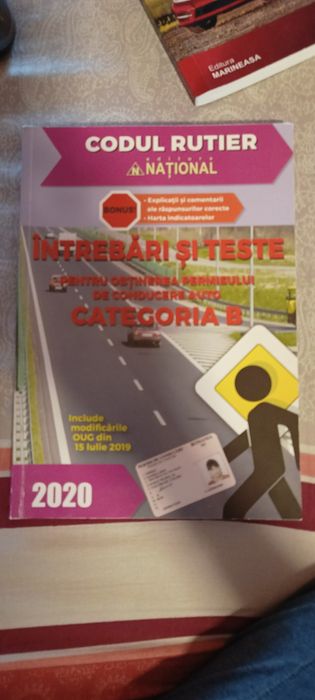 Editura
MARINEASA
CODUL RUTIER
editura
NAȚIONAL
BONUS!
- Explicații și comentarii
ale răspunsurilor corecte
- Harta indicatoarelor
ÎNTREBĂRI ȘI TESTE
PENTRU OBȚINEREA PERMISULUI
DE CONDUCERE AUTO
CATEGORIA B
Include
modificările
OUG din
15 iulie 2019
2020